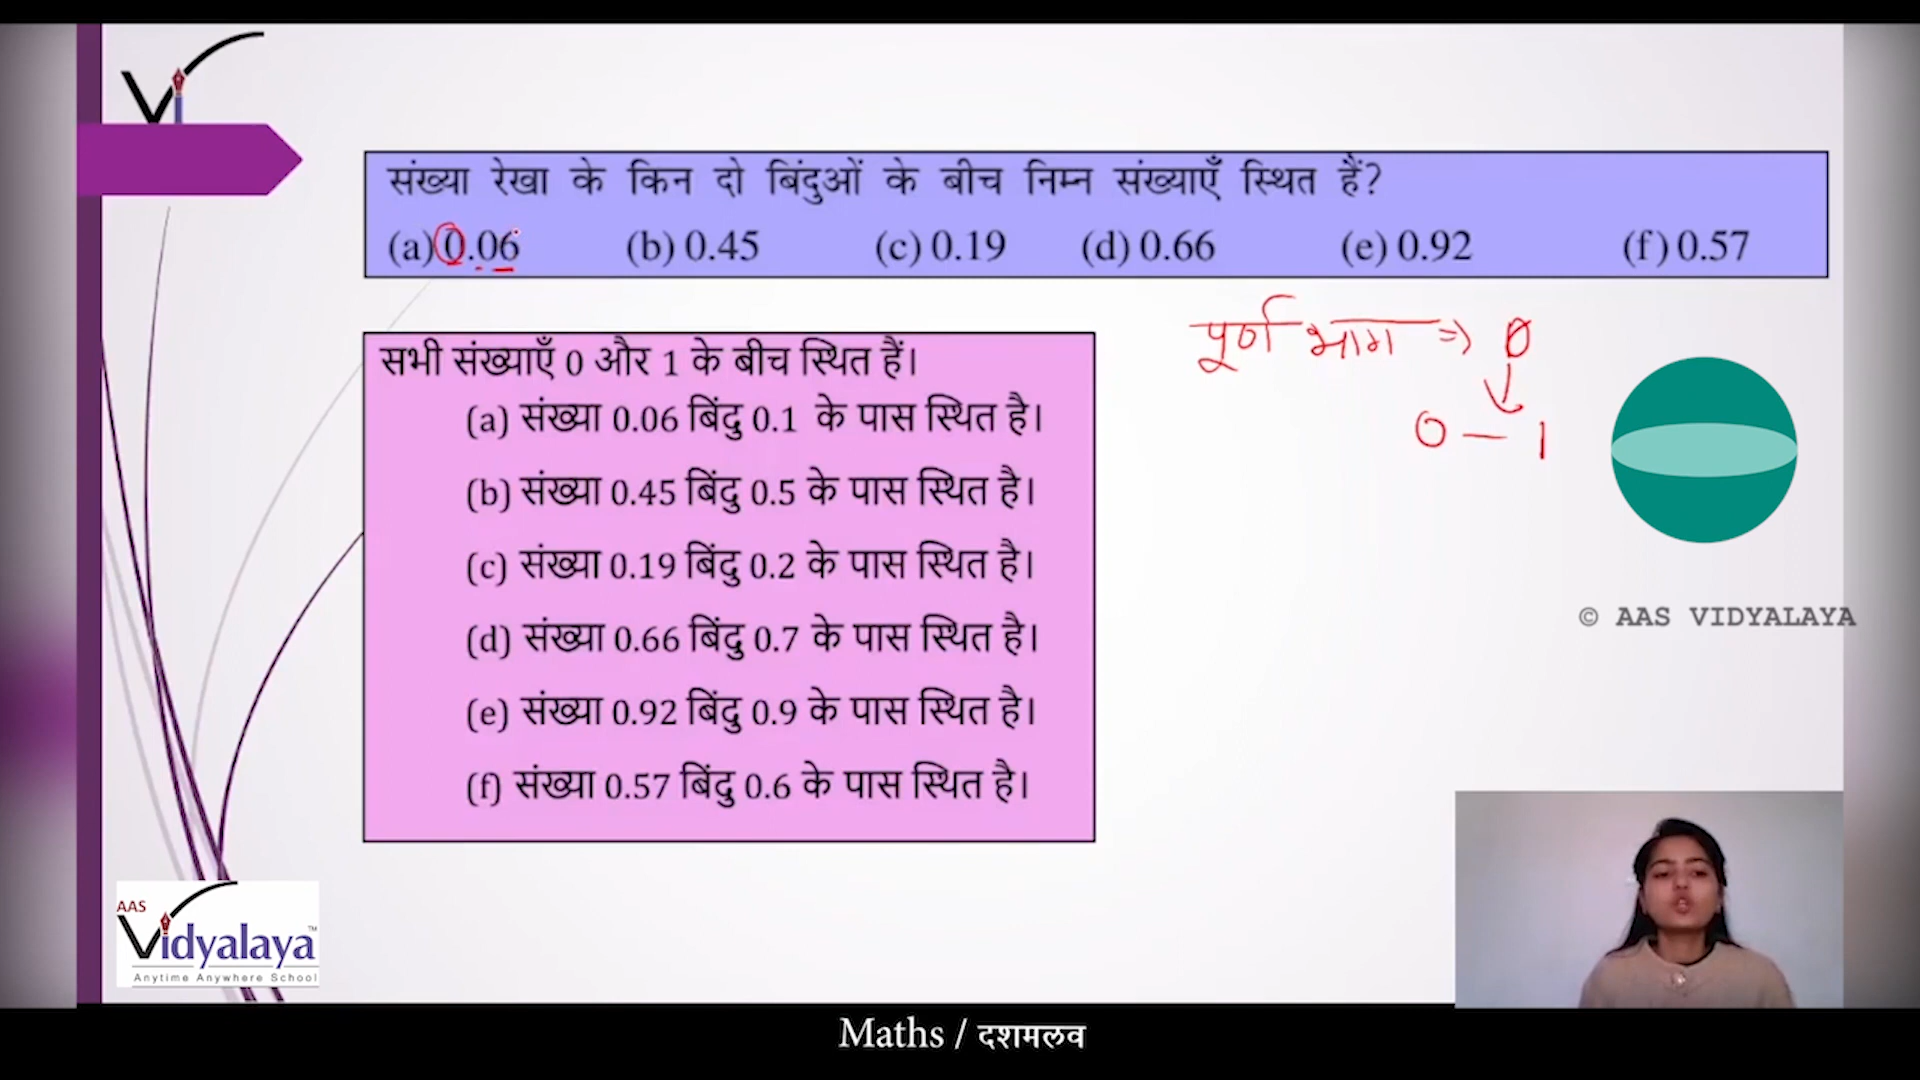 संख्या रेखा के किन दो बिंदुओं के बीच निम्न संख्याएँ स्थित हैं?
(a) 0.06 (b) 0.45 (c) 0.19 (d) 0.66 (e) 0.92 (f) 0.57
पूर्ण भाग ⇒ 0
0 — 1
सभी संख्याएँ 0 और 1 के बीच स्थित हैं।
(a) संख्या 0.06 बिंदु 0.1 के पास स्थित है।
(b) संख्या 0.45 बिंदु 0.5 के पास स्थित है।
(c) संख्या 0.19 बिंदु 0.2 के पास स्थित है।
(d) संख्या 0.66 बिंदु 0.7 के पास स्थित है।
(e) संख्या 0.92 बिंदु 0.9 के पास स्थित है।
(f) संख्या 0.57 बिंदु 0.6 के पास स्थित है।
© AAS VIDYALAYA
AAS
Vidyalaya™
Anytime Anywhere School
Maths / दशमलव